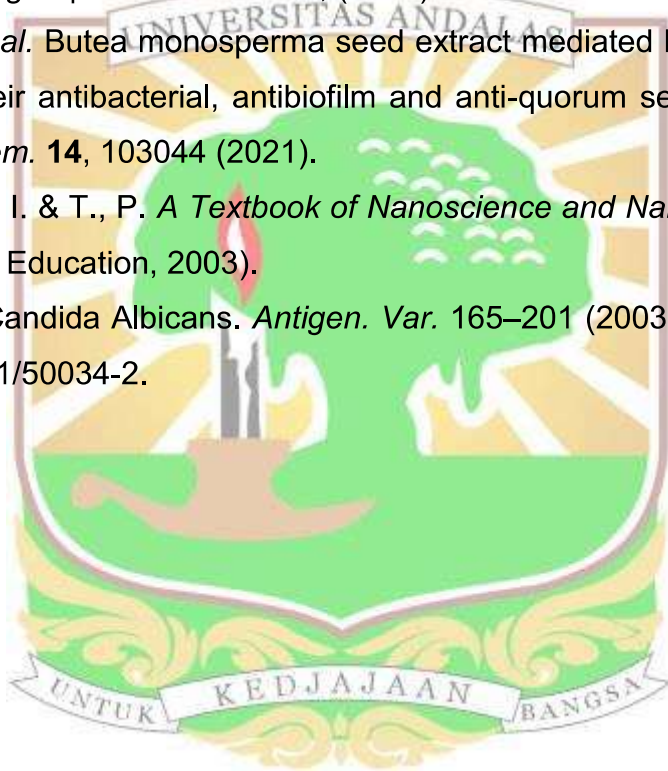 UNIVERSITAS ANDALAS
al. Butea monosperma seed extract mediated
eir antibacterial, antibiofilm and anti-quorum se
em. 14, 103044 (2021).
I. & T., P. A Textbook of Nanoscience and Na
Education, 2003).
Candida Albicans. Antigen. Var. 165–201 (2003
1/50034-2.
UNTUK KEDJAJAAN BANGSA